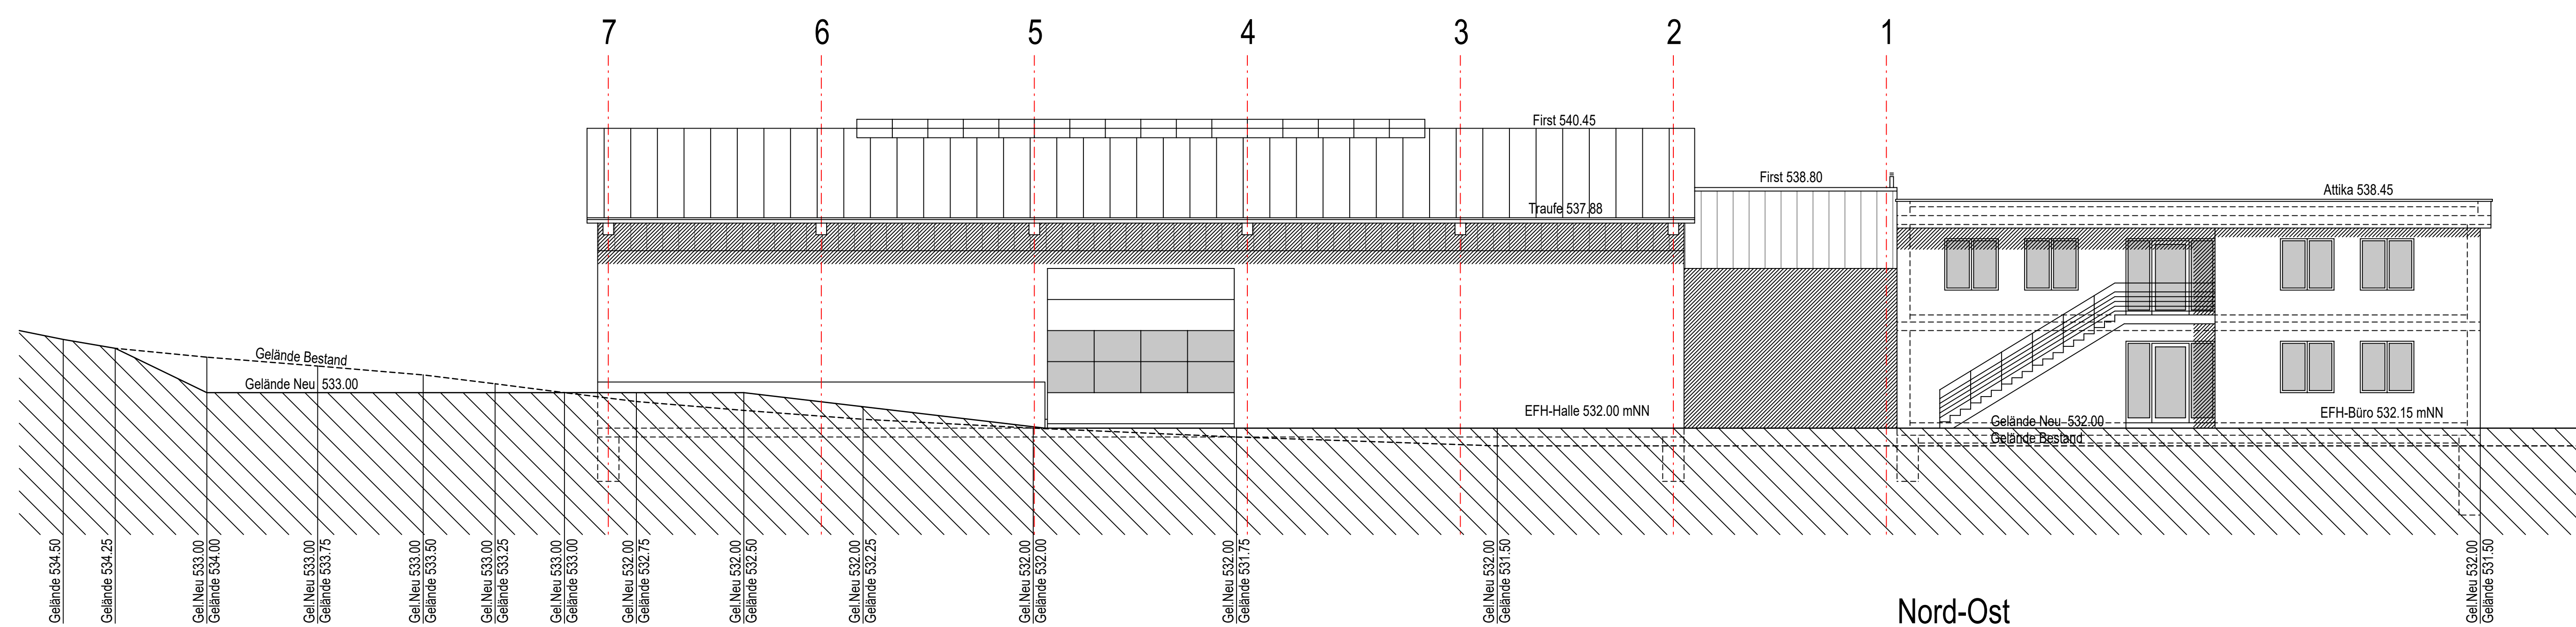 7
6
5
4
3
2
1
First 540.45
First 538.80
Attika 538.45
Traufe 537.88
Gelände Bestand
Gelände Neu 533.00
EFH-Halle 532.00 mNN
EFH-Büro 532.15 mNN
Gelände Neu 532.00
Gelände Bestand
Gelände 534.50
Gelände 534.25
Gel.Neu 533.00
Gelände 534.00
Gel.Neu 533.00
Gelände 533.75
Gel.Neu 533.00
Gelände 533.50
Gel.Neu 533.00
Gelände 533.25
Gel.Neu 533.00
Gelände 533.00
Gel.Neu 532.00
Gelände 532.75
Gel.Neu 532.00
Gelände 532.50
Gel.Neu 532.00
Gelände 532.25
Gel.Neu 532.00
Gelände 532.00
Gel.Neu 532.00
Gelände 531.75
Gel.Neu 532.00
Gelände 531.50
Gel.Neu 532.00
Gelände 531.50
Nord-Ost